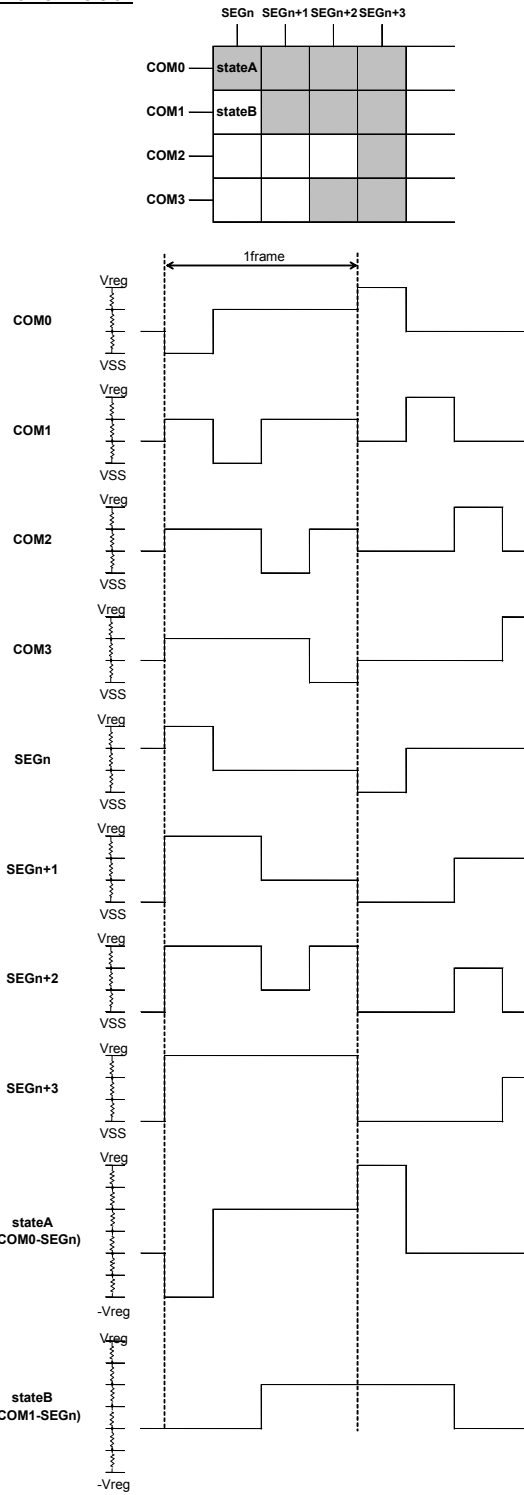 SEGn SEGn+1 SEGn+2 SEGn+3
COM0 stateA
COM1 stateB
COM2
COM3
1frame
Vreg
COM0
VSS
Vreg
COM1
VSS
Vreg
COM2
VSS
Vreg
COM3
VSS
Vreg
SEGn
VSS
Vreg
SEGn+1
VSS
Vreg
SEGn+2
VSS
Vreg
SEGn+3
VSS
Vreg
stateA
COM0-SEGn)
-Vreg
Vreg
stateB
COM1-SEGn)
-Vreg